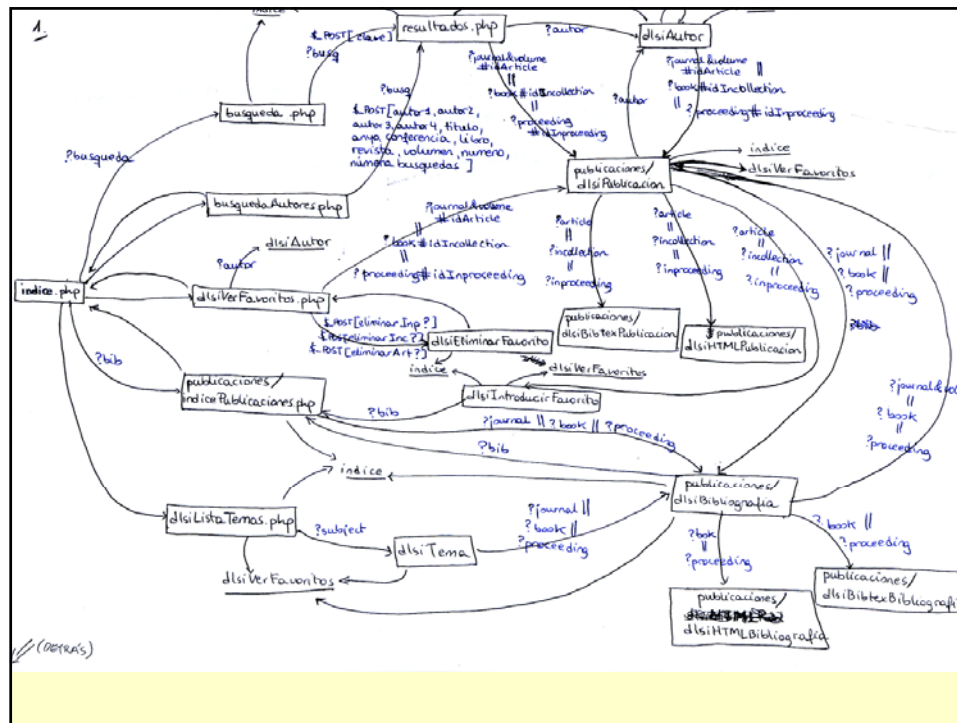 1.
indice
resultados.php
dlsiAutor
$_POST[clave]
?busq
?autor
?journal&volume
#idArticle
||
?book#idIncollection
||
?proceeding
#idInproceeding
?journal&volume
#idArticle ||
?book#idIncollection
|| ?proceeding#idInproceeding
?autor
?busq
$_POST[autor1, autor2,
autor3, autor4, titulo,
anyo, conferencia, libro,
revista, volumen, numero,
número busquedas]
busqueda.php
?busqueda
busquedaAutores.php
publicaciones/
dlsiPublicacion
indice
dlsiVerFavoritos
dlsiAutor
?autor
?journal&volume
#idArticle
||
?book#idIncollection
||
?proceeding#idInproceeding
?article
||
?incollection
||
?inproceeding
?article
||
?incollection
||
?inproceeding
?article
||
?incollection
||
?inproceeding
?journal ||
?book ||
?proceeding
indice.php
dlsiVerFavoritos.php
$_POST[eliminarInp?]
$_POST[eliminarInc?]
$_POST[eliminarArt?]
dlsiEliminarFavorito
publicaciones/
dlsiBibtexPublicacion
publicaciones/
dlsiHTMLPublicacion
indice
dlsiVerFavoritos
?bib
publicaciones/
indicePublicaciones.php
dlsiIntroducirFavorito
?bib
?journal || ?book || ?proceeding
?bib
?journal&vol
||
?book
||
?proceeding
indice
publicaciones/
dlsiBibliografia
dlsiListaTemas.php
?subject
dlsiTema
?journal ||
?book ||
?proceeding
dlsiVerFavoritos
?book
||
?proceeding
?book ||
?proceeding
publicaciones/
dlsiBibtexBibliografi
publicaciones/
dlsiHTMLBibliografía
(DETRÁS)